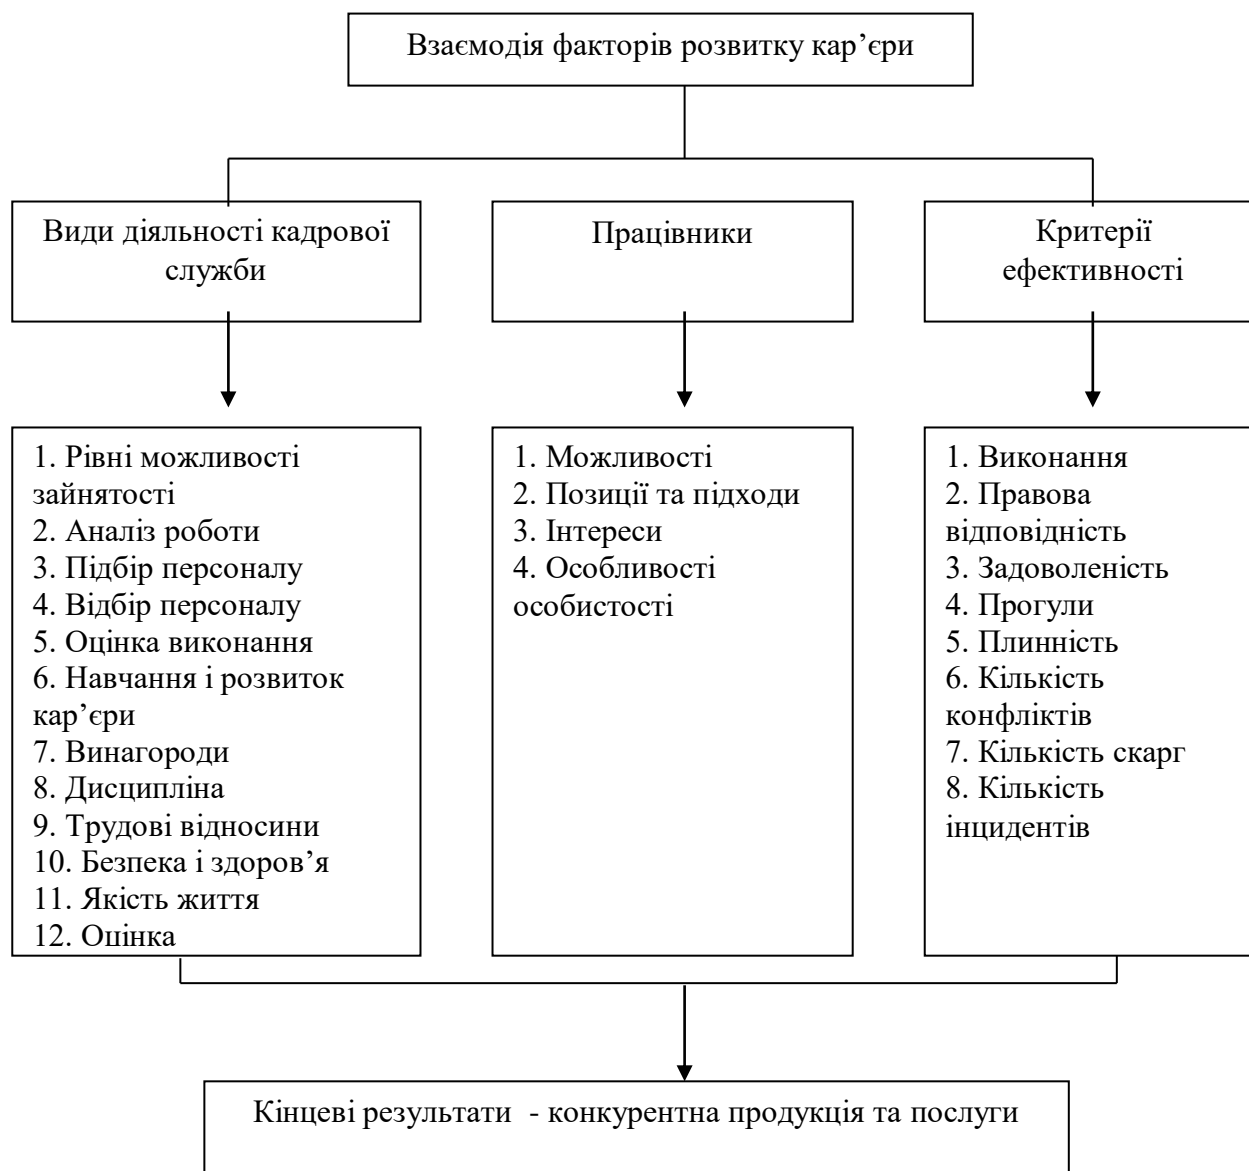 Взаємодія факторів розвитку кар’єри
Види діяльності кадрової
служби
Працівники
Критерії
ефективності
1. Рівні можливості
зайнятості
2. Аналіз роботи
3. Підбір персоналу
4. Відбір персоналу
5. Оцінка виконання
6. Навчання і розвиток
кар’єри
7. Винагороди
8. Дисципліна
9. Трудові відносини
10. Безпека і здоров’я
11. Якість життя
12. Оцінка
1. Можливості
2. Позиції та підходи
3. Інтереси
4. Особливості
особистості
1. Виконання
2. Правова
відповідність
3. Задоволеність
4. Прогули
5. Плинність
6. Кількість
конфліктів
7. Кількість скарг
8. Кількість
інцидентів
Кінцеві результати - конкурентна продукція та послуги